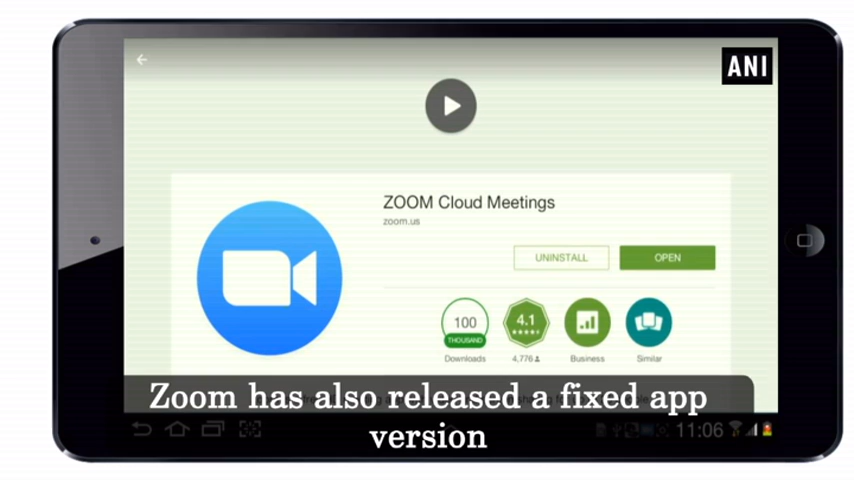 ANI
ZOOM Cloud Meetings
zoom.us
UNINSTALL
OPEN
100
THOUSAND
4.1
Downloads
4,776
Business
Similar
Zoom has also released a fixed app
version
11:06